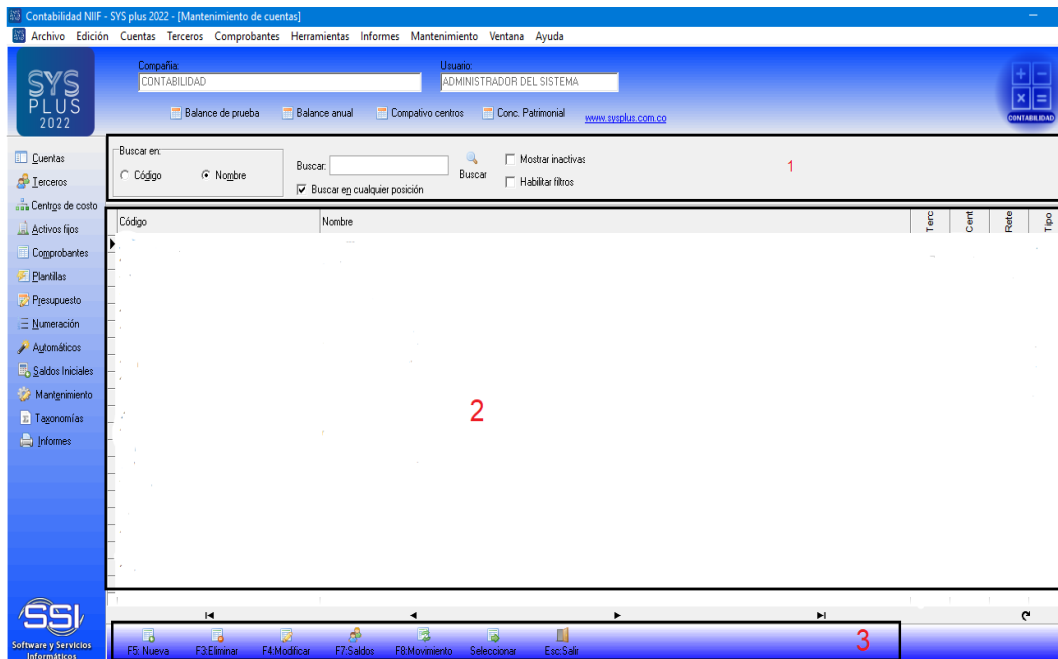 Contabilidad NIIF - SYS plus 2022 - [Mantenimiento de cuentas]
Archivo Edición Cuentas Terceros Comprobantes Herramientas Informes Mantenimiento Ventana Ayuda
SYS
PLUS
2022
Compañia:
CONTABILIDAD
Usuario:
ADMINISTRADOR DEL SISTEMA
Balance de prueba Balance anual Compativo centros Conc. Patrimonial www.sysplus.com.co
CONTABILIDAD
Cuentas
Terceros
Centros de costo
Activos fijos
Comprobantes
Plantillas
Presupuesto
Numeración
Automáticos
Saldos Iniciales
Mantenimiento
Taxonomías
Informes
Buscar en:
Código Nombre
Buscar:
Buscar en cualquier posición
Buscar
Mostrar inactivas
Habilitar filtros
1
Código Nombre Terc Cent Rete Tipo
2
SSI
Software y Servicios
Informáticos
F5: Nueva F3:Eliminar F4:Modificar F7:Saldos F8:Movimiento Seleccionar Esc:Salir
3